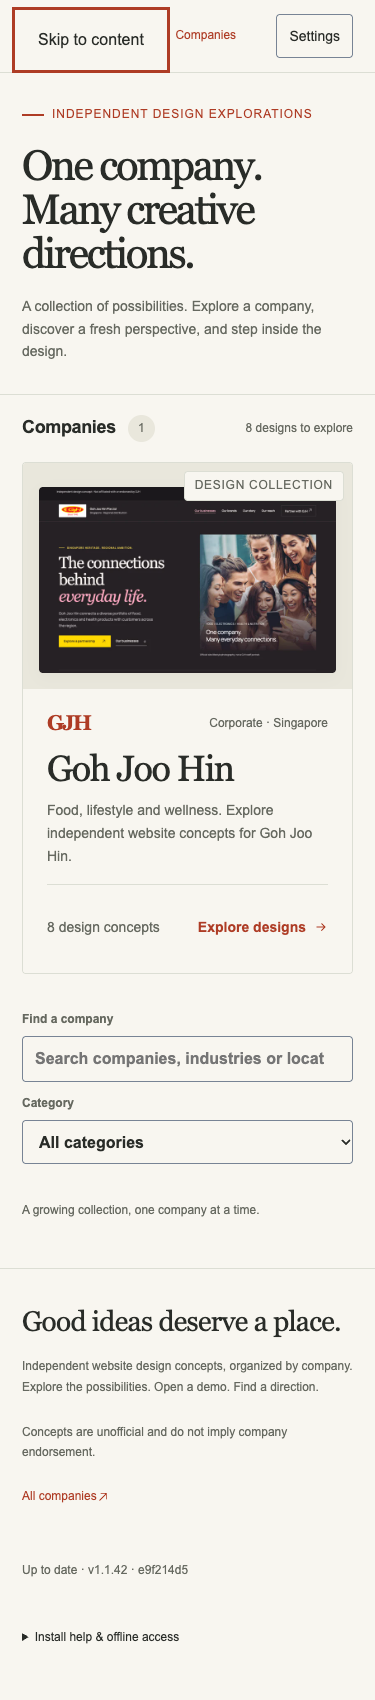 Skip to content
Companies
Settings
INDEPENDENT DESIGN EXPLORATIONS
One company.
Many creative
directions.
A collection of possibilities. Explore a company,
discover a fresh perspective, and step inside the
design.
Companies 1
8 designs to explore
DESIGN COLLECTION
The connections
behind
everyday life.
One company.
Many everyday connections.
GJH
Corporate · Singapore
Goh Joo Hin
Food, lifestyle and wellness. Explore
independent website concepts for Goh Joo
Hin.
8 design concepts
Explore designs →
Find a company
Search companies, industries or locat
Category
All categories
A growing collection, one company at a time.
Good ideas deserve a place.
Independent website design concepts, organized by company.
Explore the possibilities. Open a demo. Find a direction.
Concepts are unofficial and do not imply company
endorsement.
All companies ↗
Up to date · v1.1.42 · e9f214d5
Install help & offline access